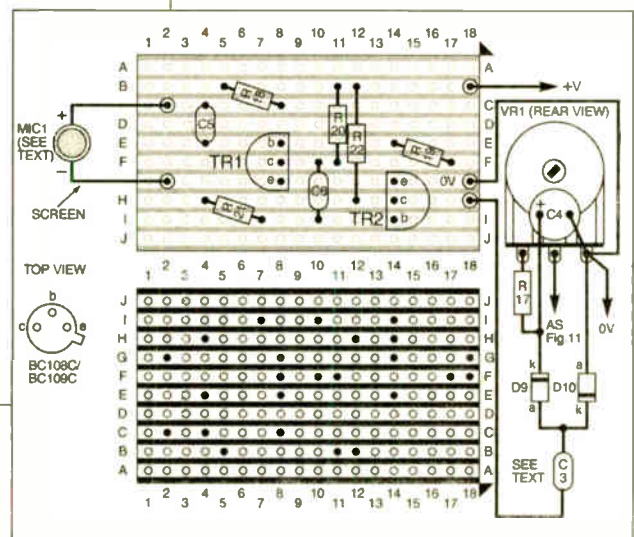 1 2 3 4 5 6 7 8 9 10 11 12 13 14 15 16 17 18
A A
B B
C C
D D
E E
F F
H
I I
J J
+V
0V
MIC1
(SEE
TEXT)
+
−
SCREEN
C5
TR1
b
c
e
R
20
R
22
TR2
e
c
b
VR1 (REAR VIEW)
+
C4
R
17
AS
Fig 11
0V
k
D9
a
a
D10
k
SEE
TEXT
C
3
TOP VIEW
b
c
e
BC108C/
BC109C
1 2 3 4 5 6 7 8 9 10 11 12 13 14 15 16 17 18
J J
I I
H H
G G
F F
E E
D D
C C
B B
A A
1 2 3 4 5 6 7 8 9 10 11 12 13 14 15 16 17 18